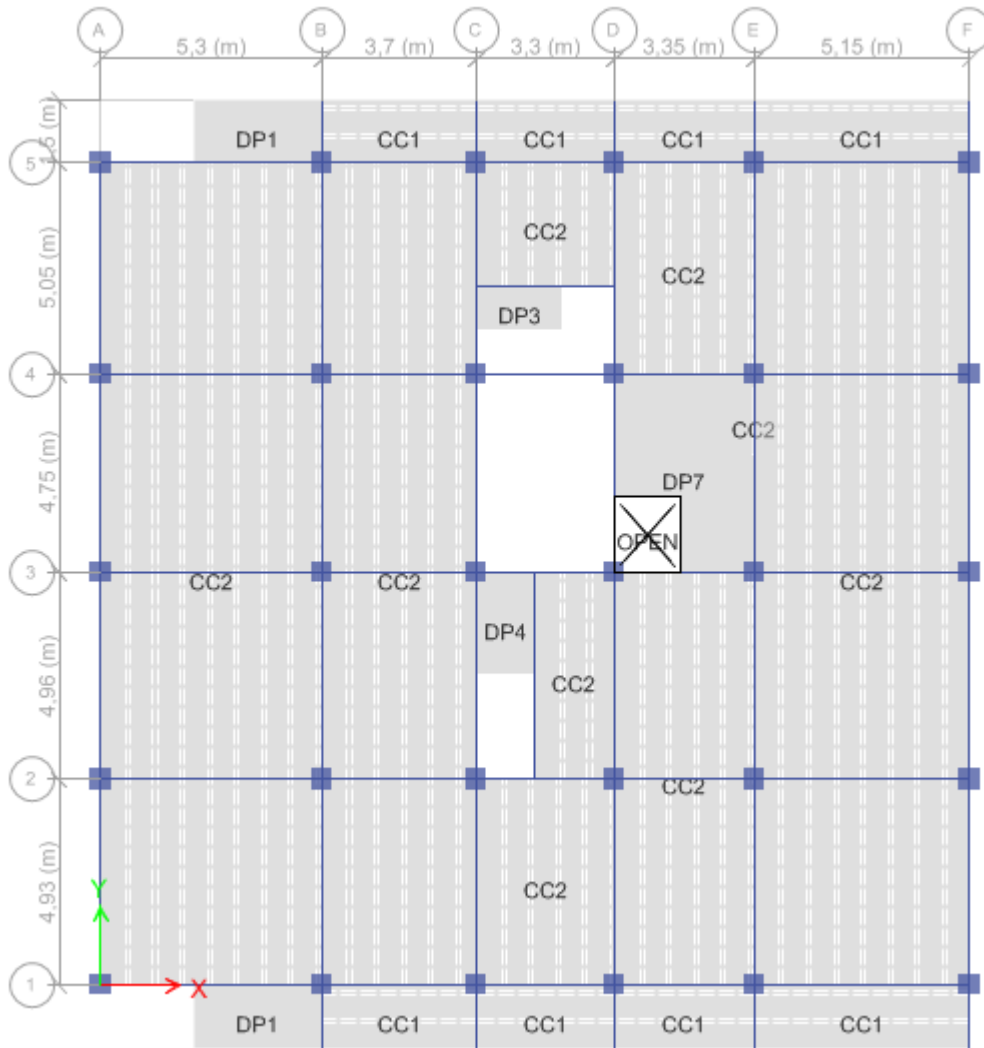 A B C D E F
5,3 (m) 3,7 (m) 3,3 (m) 3,35 (m) 5,15 (m)
DP1 CC1 CC1 CC1 CC1
5
CC2
5,05 (m)
CC2
DP3
4
CC2
4,75 (m)
DP7
OPEN
3
CC2 CC2 CC2
DP4
4,96 (m)
CC2
2
CC2
4,93 (m)
Y
CC2
1
X
DP1 CC1 CC1 CC1 CC1